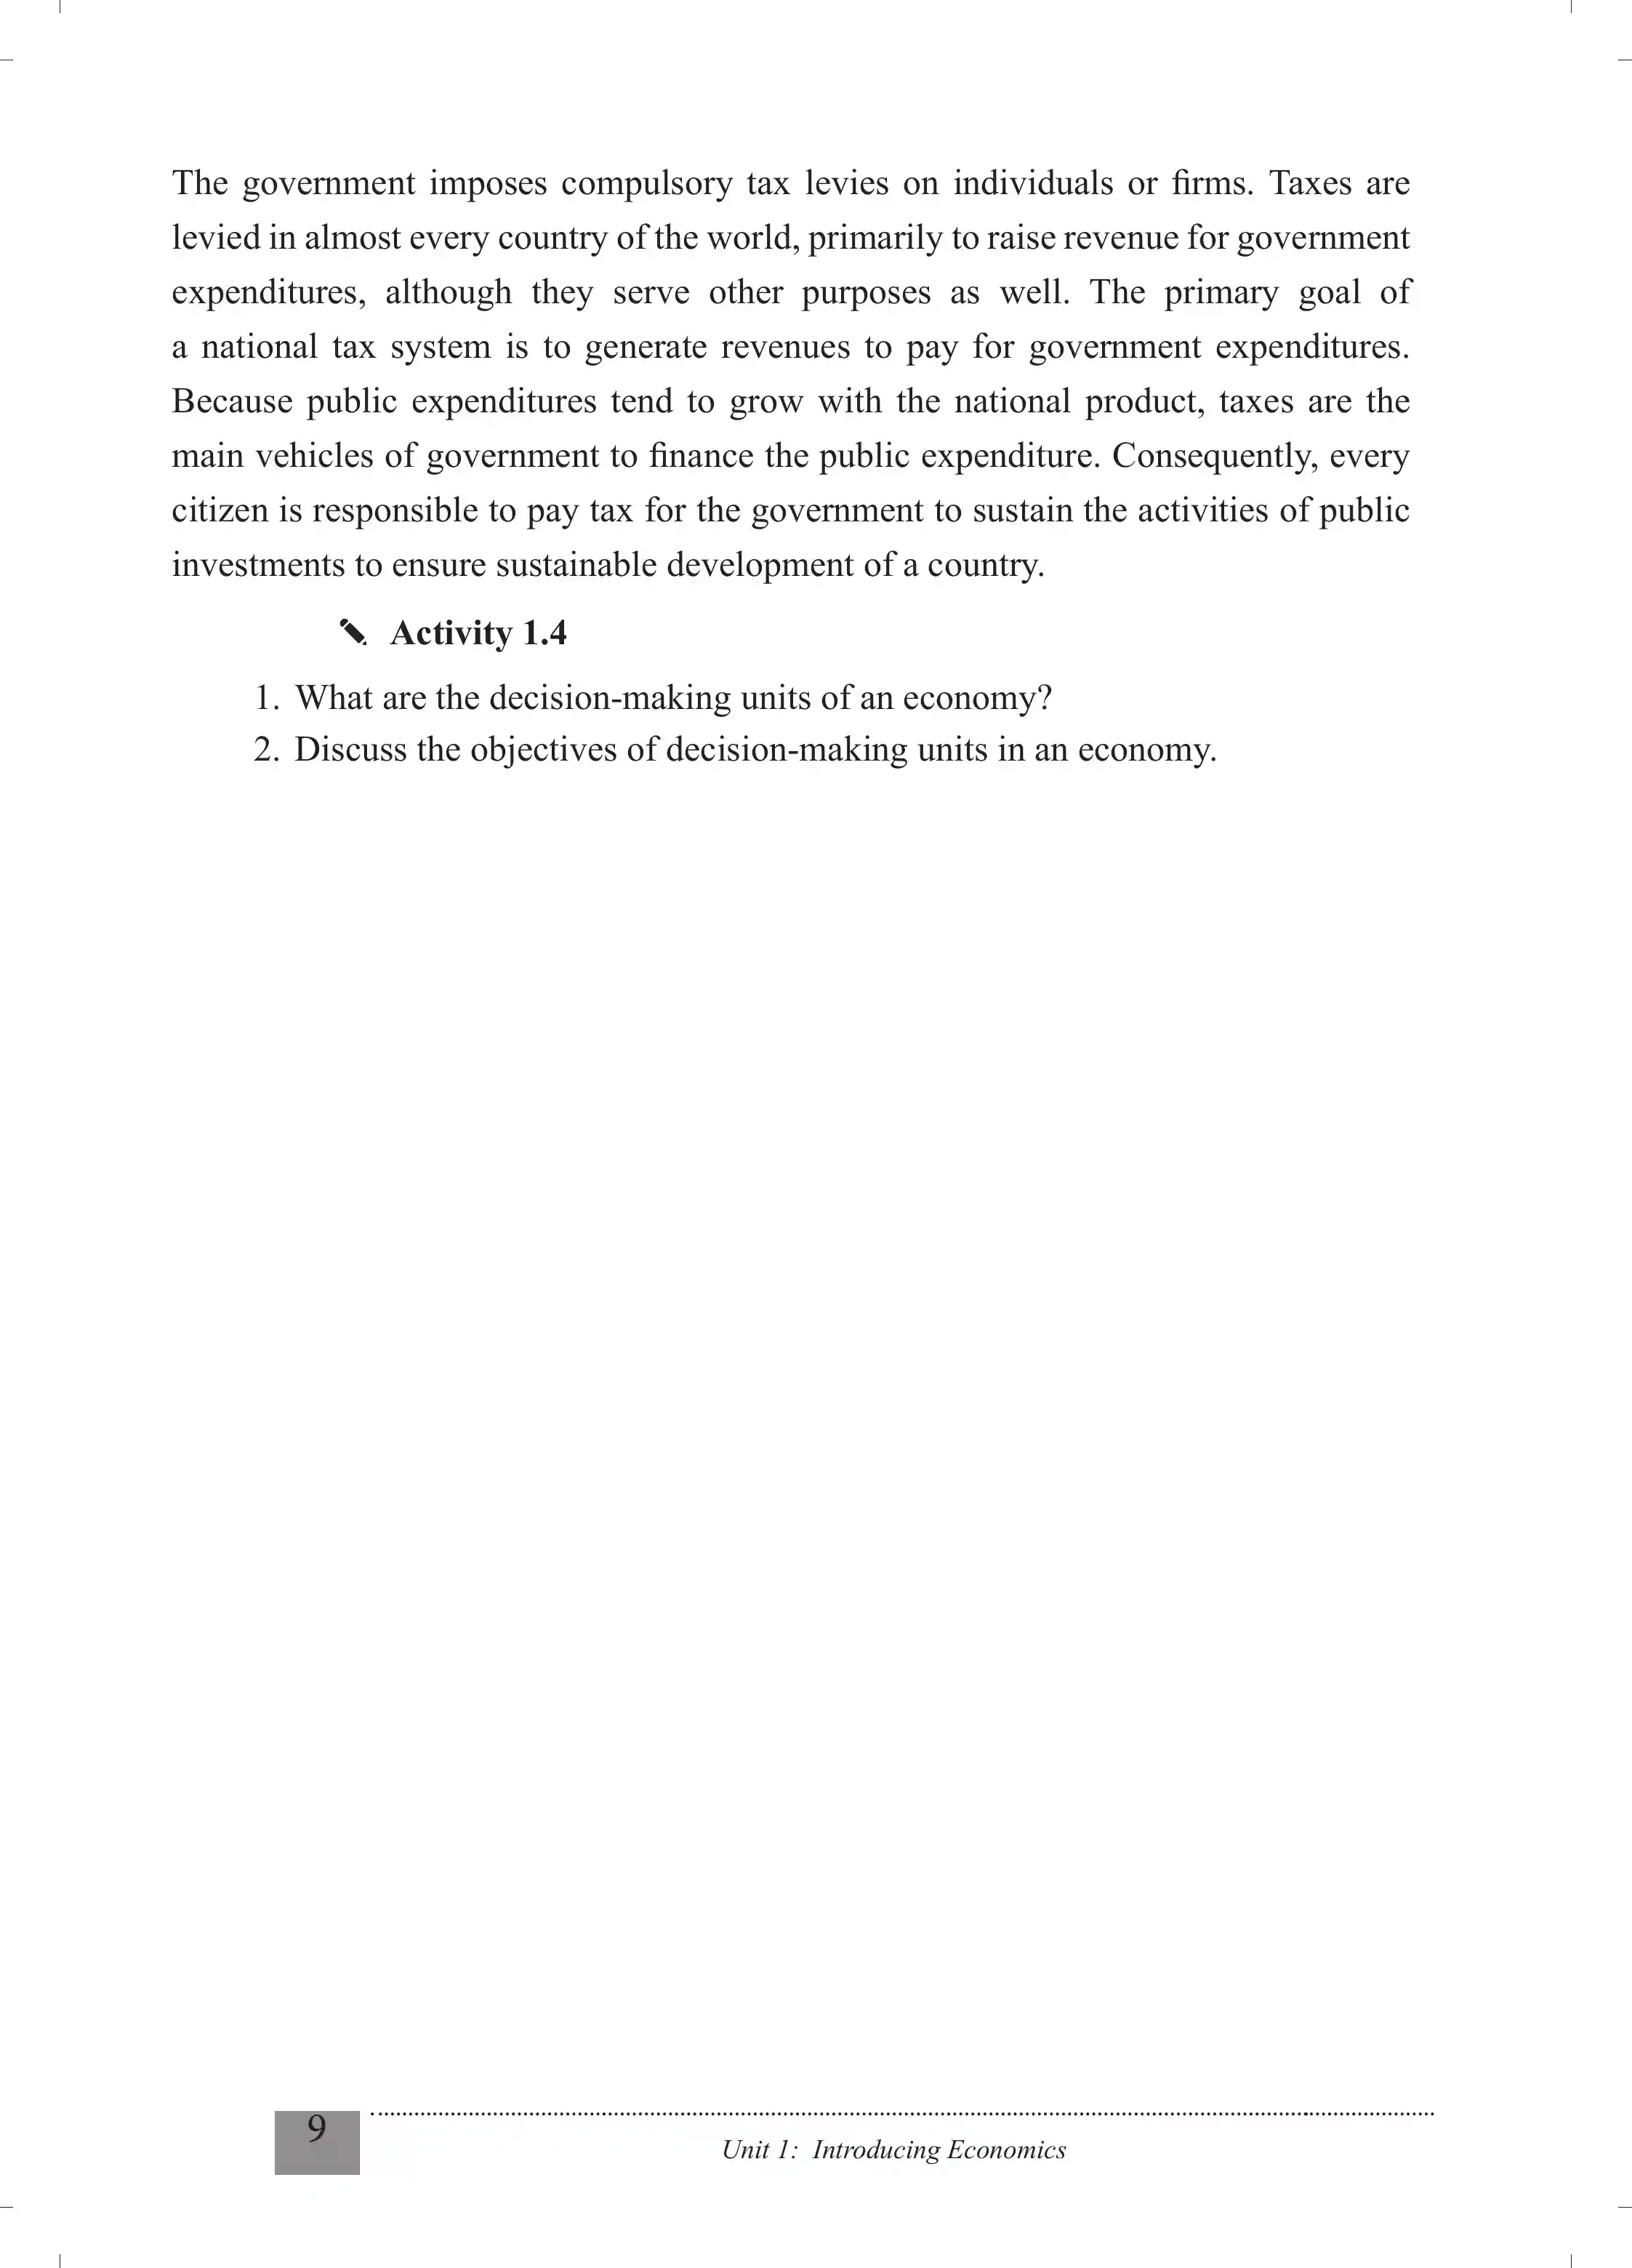 The government imposes compulsory tax levies on individuals or firms. Taxes are
levied in almost every country of the world, primarily to raise revenue for government
expenditures, although they serve other purposes as well. The primary goal of
a national tax system is to generate revenues to pay for government expenditures.
Because public expenditures tend to grow with the national product, taxes are the
main vehicles of government to finance the public expenditure. Consequently, every
citizen is responsible to pay tax for the government to sustain the activities of public
investments to ensure sustainable development of a country.
Activity 1.4
1. What are the decision-making units of an economy?
2. Discuss the objectives of decision-making units in an economy.
9
Unit 1: Introducing Economics